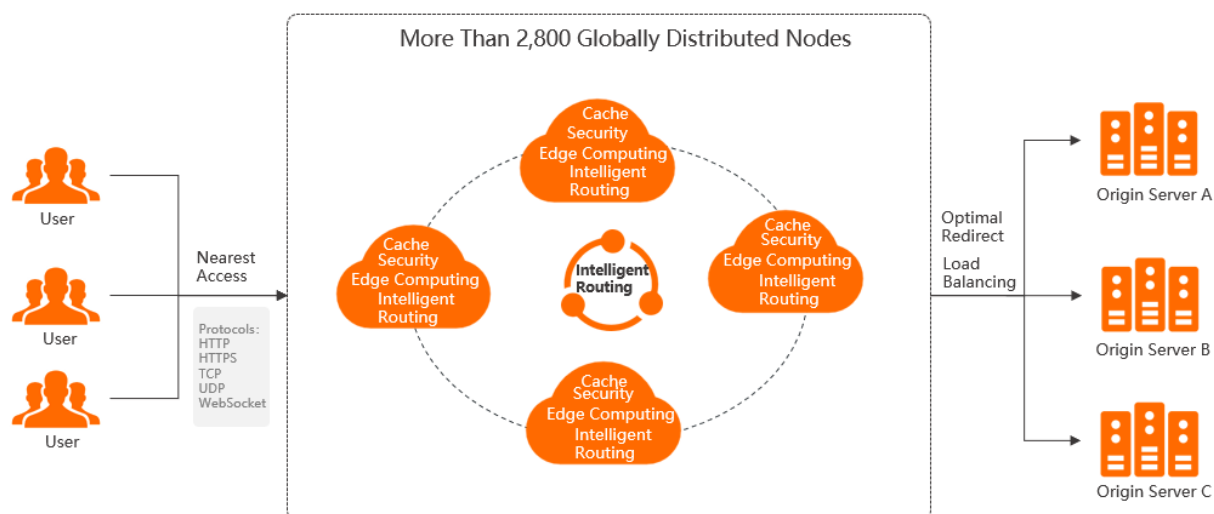 More Than 2,800 Globally Distributed Nodes
User
User
User
Nearest
Access
Protocols:
HTTP
HTTPS
TCP
UDP
WebSocket
Cache
Security
Edge Computing
Intelligent
Routing
Cache
Security
Edge Computing
Intelligent
Routing
Intelligent
Routing
Cache
Security
Edge Computing
Intelligent
Routing
Cache
Security
Edge Computing
Intelligent
Routing
Optimal
Redirect
Load
Balancing
Origin Server A
Origin Server B
Origin Server C